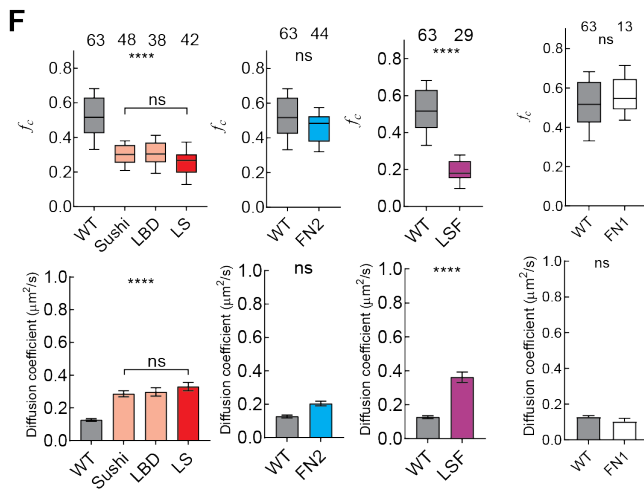 F
63 48 38 42
****
ns
f_c
0.8
0.6
0.4
0.2
0.0
WT
Sushi
LBD
LS
63 44
ns
f_c
0.8
0.6
0.4
0.2
0.0
WT
FN2
63 29
****
f_c
0.8
0.6
0.4
0.2
0.0
WT
LSF
63 13
ns
f_c
0.8
0.6
0.4
0.2
0.0
WT
FN1
Diffusion coefficient (μm²/s)
1.0
0.8
0.6
0.4
0.2
0.0
****
ns
WT
Sushi
LBD
LS
Diffusion coefficient (μm²/s)
1.0
0.8
0.6
0.4
0.2
0.0
ns
WT
FN2
Diffusion coefficient (μm²/s)
1.0
0.8
0.6
0.4
0.2
0.0
****
WT
LSF
Diffusion coefficient (μm²/s)
1.0
0.8
0.6
0.4
0.2
0.0
ns
WT
FN1